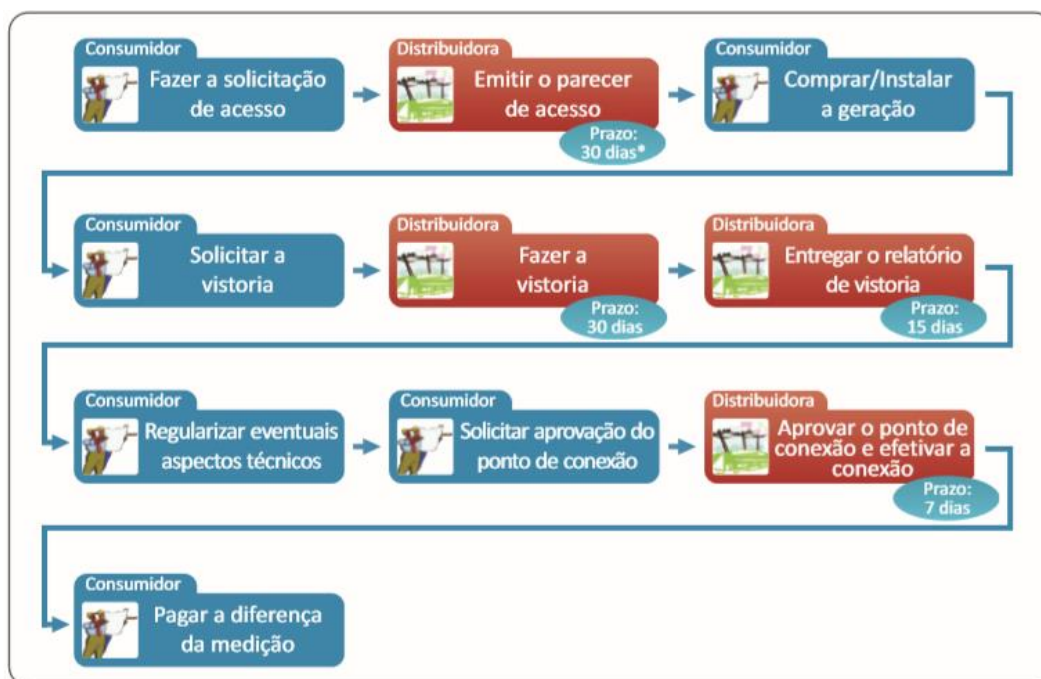 Consumidor
Fazer a solicitação
de acesso
Distribuidora
Emitir o parecer
de acesso
Prazo:
30 dias*
Consumidor
Comprar/Instalar
a geração
Consumidor
Solicitar a
vistoria
Distribuidora
Fazer a
vistoria
Prazo:
30 dias
Distribuidora
Entregar o relatório
de vistoria
Prazo:
15 dias
Consumidor
Regularizar eventuais
aspectos técnicos
Consumidor
Solicitar aprovação do
ponto de conexão
Distribuidora
Aprovar o ponto de
conexão e efetivar a
conexão
Prazo:
7 dias
Consumidor
Pagar a diferença
da medição